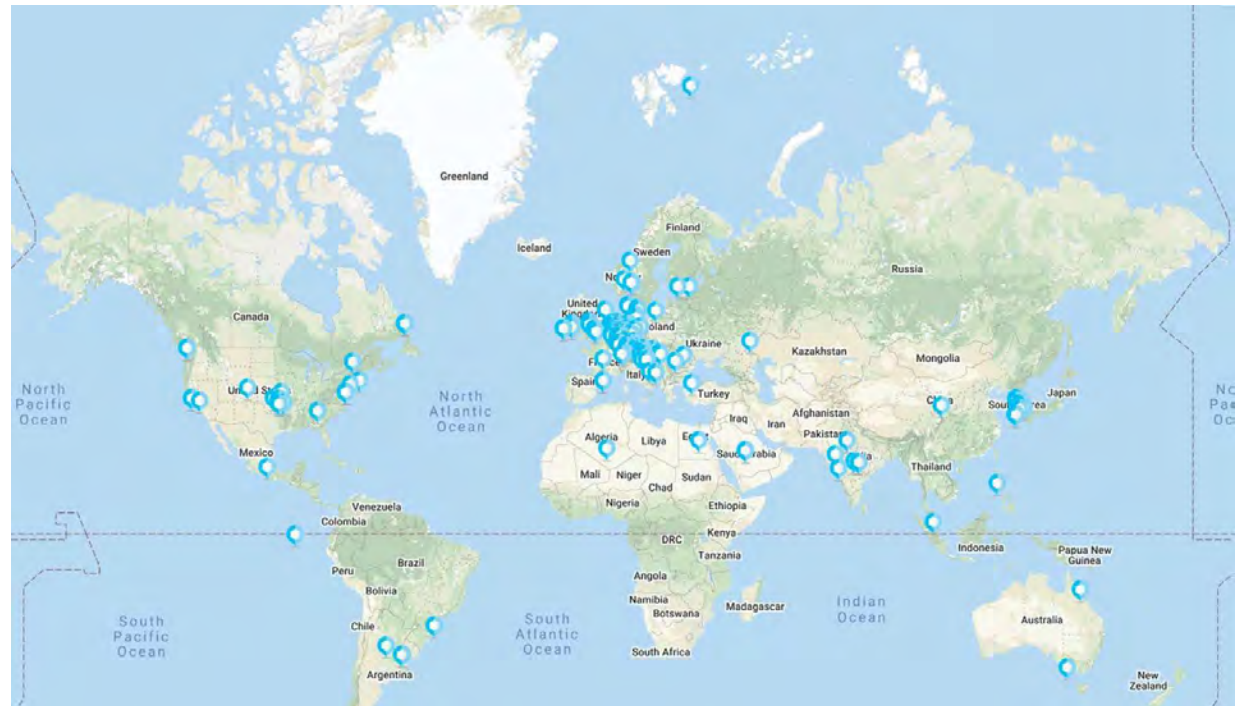 Greenland
Finland
Iceland
Sweden
Russia
United
Canada
Ukraine
Kazakhstan
Mongolia
North
Pacific
Ocean
North
Atlantic
Ocean
Spain
Italy
Turkey
Japan
Afghanistan
Iraq
Iran
Pakistan
Algeria
Libya
Mexico
Mali
Niger
Chad
Sudan
Thailand
Nigeria
Ethiopia
Venezuela
Colombia
DRC
Kenya
Tanzania
Indonesia
Papua New
Guinea
Peru
Brazil
Bolivia
Angola
Namibia
Botswana
Madagascar
Indian
Ocean
South
Pacific
Ocean
South
Atlantic
Ocean
Chile
Australia
South Africa
Argentina
New
Zealand